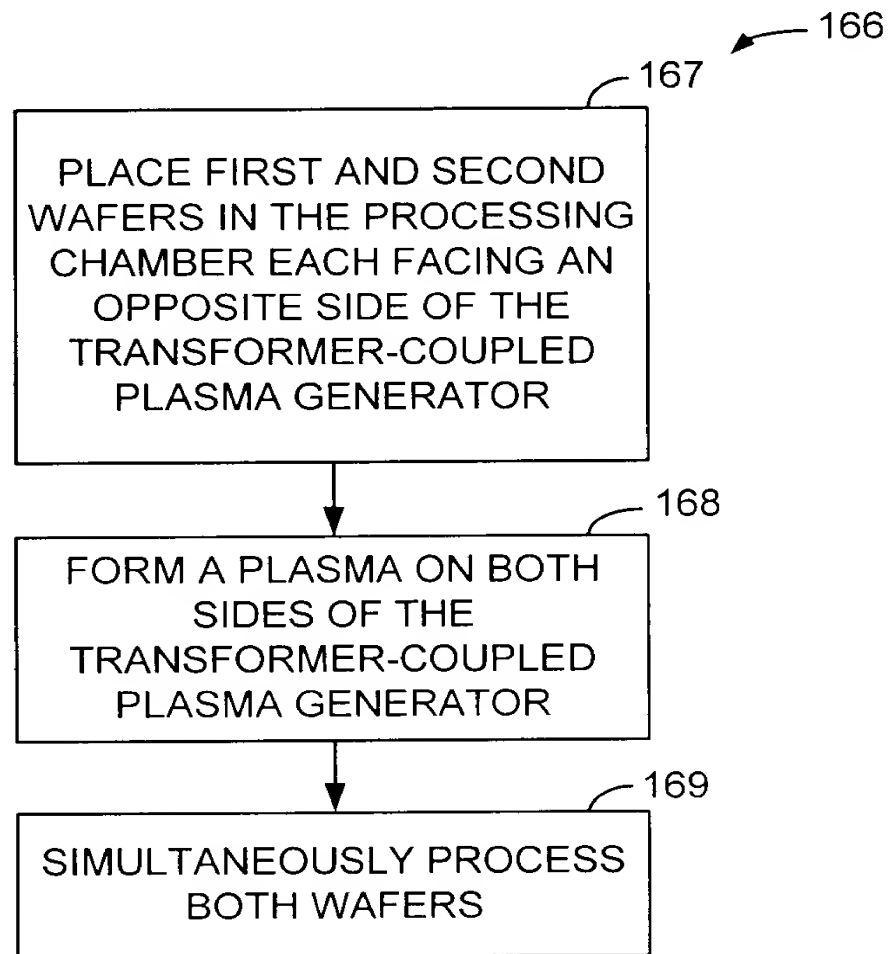 166
167
PLACE FIRST AND SECOND
WAFERS IN THE PROCESSING
CHAMBER EACH FACING AN
OPPOSITE SIDE OF THE
TRANSFORMER-COUPLED
PLASMA GENERATOR
168
FORM A PLASMA ON BOTH
SIDES OF THE
TRANSFORMER-COUPLED
PLASMA GENERATOR
169
SIMULTANEOUSLY PROCESS
BOTH WAFERS